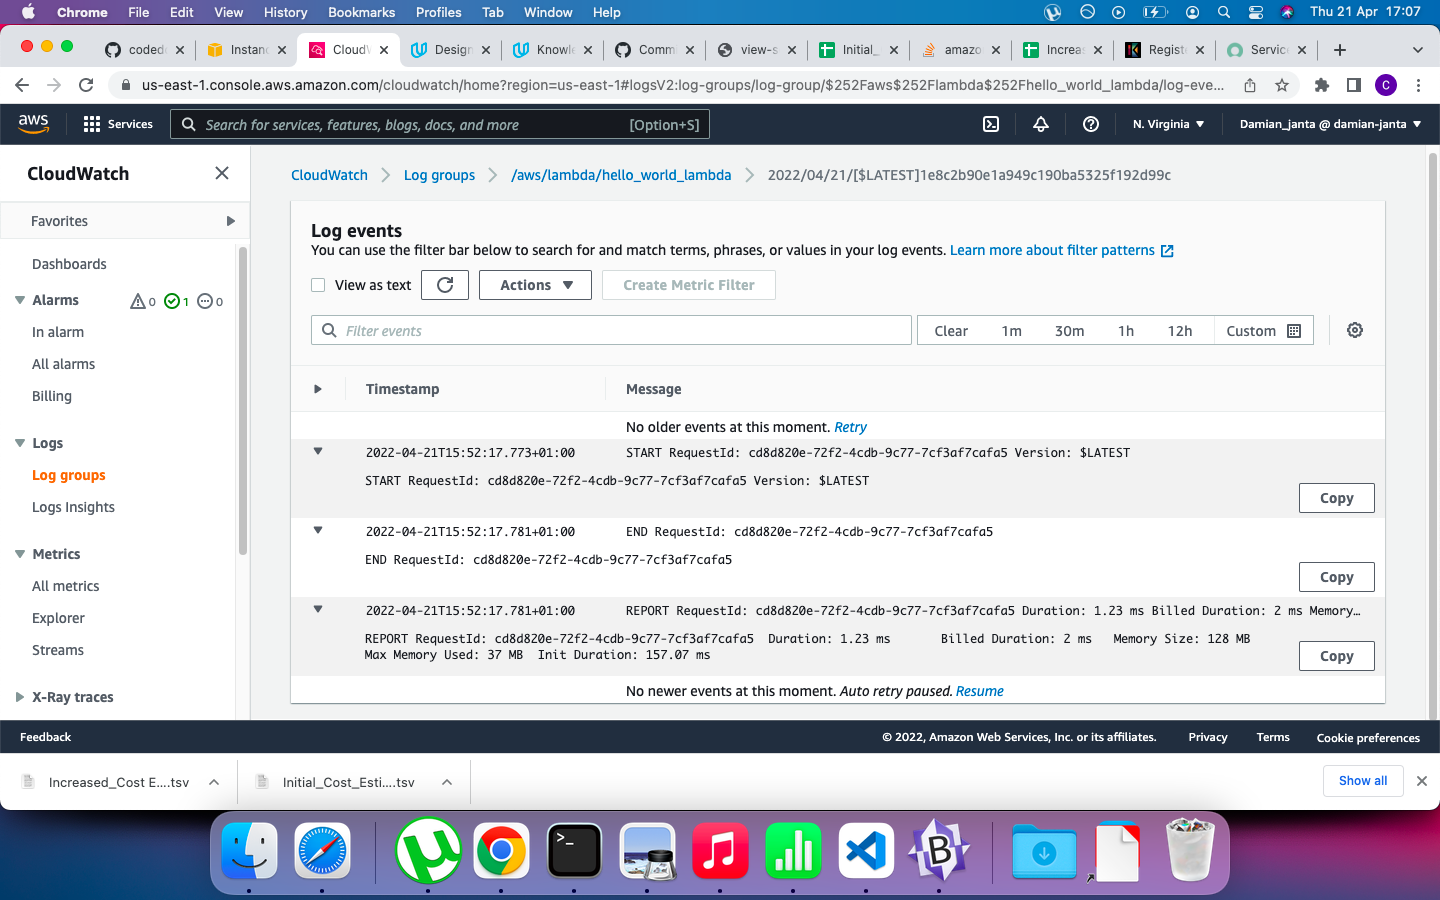 Chrome File Edit View History Bookmarks Profiles Tab Window Help Thu 21 Apr 17:07
coded Instan CloudW Design Knowle Commi view-s Initial_ amazo Increas Registe Service
us-east-1.console.aws.amazon.com/cloudwatch/home?region=us-east-1#logsV2:log-groups/log-group/$252Faws$252Flambda$252Fhello_world_lambda/log-eve... C
aws Services Search for services, features, blogs, docs, and more [Option+S] N. Virginia Damian_janta @ damian-janta
CloudWatch
Favorites
Dashboards
Alarms 0 1 0
In alarm
All alarms
Billing
Logs
Log groups
Logs Insights
Metrics
All metrics
Explorer
Streams
X-Ray traces
CloudWatch Log groups /aws/lambda/hello_world_lambda 2022/04/21/[$LATEST]1e8c2b90e1a949c190ba5325f192d99c
Log events
You can use the filter bar below to search for and match terms, phrases, or values in your log events. Learn more about filter patterns
View as text Actions Create Metric Filter
Filter events Clear 1m 30m 1h 12h Custom
Timestamp Message
No older events at this moment. Retry
2022-04-21T15:52:17.773+01:00 START RequestId: cd8d820e-72f2-4cdb-9c77-7cf3af7cafa5 Version: $LATEST
START RequestId: cd8d820e-72f2-4cdb-9c77-7cf3af7cafa5 Version: $LATEST
Copy
2022-04-21T15:52:17.781+01:00 END RequestId: cd8d820e-72f2-4cdb-9c77-7cf3af7cafa5
END RequestId: cd8d820e-72f2-4cdb-9c77-7cf3af7cafa5
Copy
2022-04-21T15:52:17.781+01:00 REPORT RequestId: cd8d820e-72f2-4cdb-9c77-7cf3af7cafa5 Duration: 1.23 ms Billed Duration: 2 ms Memory…
REPORT RequestId: cd8d820e-72f2-4cdb-9c77-7cf3af7cafa5 Duration: 1.23 ms Billed Duration: 2 ms Memory Size: 128 MB
Max Memory Used: 37 MB Init Duration: 157.07 ms
Copy
No newer events at this moment. Auto retry paused. Resume
Feedback © 2022, Amazon Web Services, Inc. or its affiliates. Privacy Terms Cookie preferences
Increased_Cost E....tsv Initial_Cost_Esti....tsv Show all